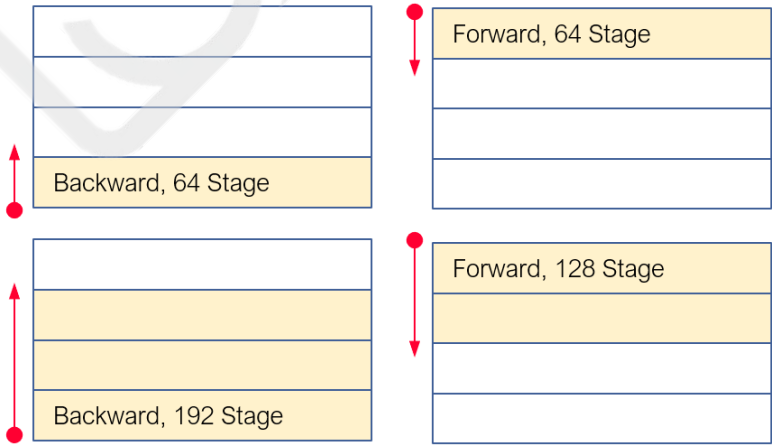 Forward, 64 Stage
Backward, 64 Stage
Forward, 128 Stage
Backward, 192 Stage